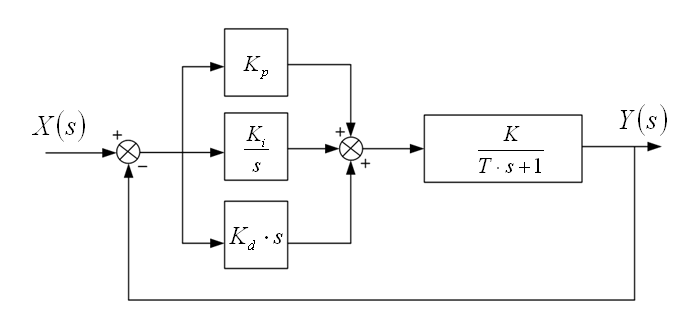 K_p
X(s)
+
−
K_i
s
+
+
K
T · s + 1
Y(s)
K_d · s